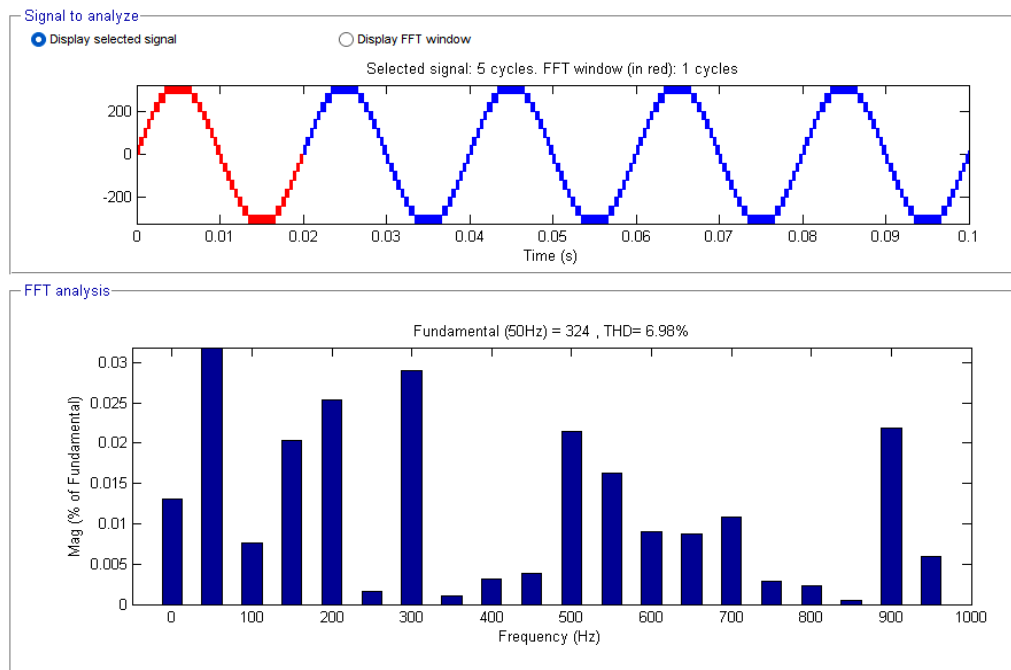 Signal to analyze
Display selected signal
Display FFT window
Selected signal: 5 cycles. FFT window (in red): 1 cycles
200
0
-200
0 0.01 0.02 0.03 0.04 0.05 0.06 0.07 0.08 0.09 0.1
Time (s)
FFT analysis
Fundamental (50Hz) = 324 , THD= 6.98%
Mag (% of Fundamental)
0.03
0.025
0.02
0.015
0.01
0.005
0
0 100 200 300 400 500 600 700 800 900 1000
Frequency (Hz)